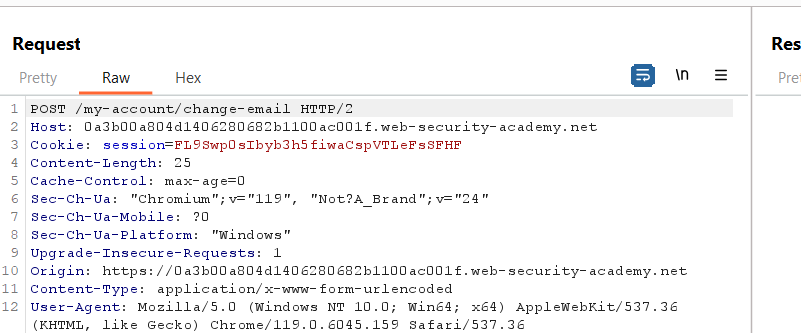 Request
Res
Pretty Raw Hex
\n
Pre
1 POST /my-account/change-email HTTP/2
2 Host: 0a3b00a804d1406280682b1100ac001f.web-security-academy.net
3 Cookie: session=FL9Swp0sIbyb3h5fiwaCspVTLeFsSFHF
4 Content-Length: 25
5 Cache-Control: max-age=0
6 Sec-Ch-Ua: "Chromium";v="119", "Not?A_Brand";v="24"
7 Sec-Ch-Ua-Mobile: ?0
8 Sec-Ch-Ua-Platform: "Windows"
9 Upgrade-Insecure-Requests: 1
10 Origin: https://0a3b00a804d1406280682b1100ac001f.web-security-academy.net
11 Content-Type: application/x-www-form-urlencoded
12 User-Agent: Mozilla/5.0 (Windows NT 10.0; Win64; x64) AppleWebKit/537.36
(KHTML, like Gecko) Chrome/119.0.6045.159 Safari/537.36